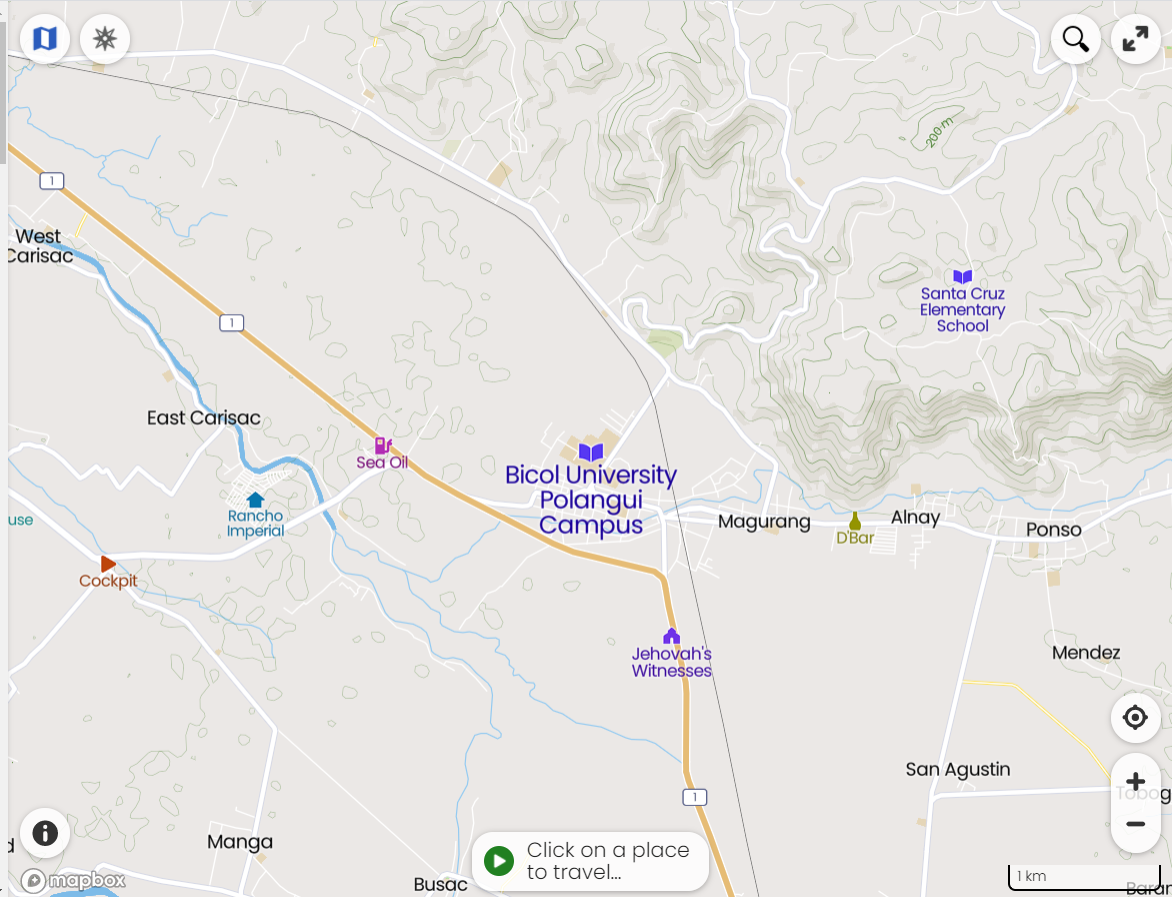 200 m
1
West
Carisac
Santa Cruz
Elementary
School
1
East Carisac
Sea Oil
Bicol University
Polangui
Campus
Rancho
Imperial
use
Magurang
Alnay
D'Bar
Ponso
Cockpit
Jehovah's
Witnesses
Mendez
San Agustin
1
Manga
Click on a place
to travel...
Busac
mapbox
1 km